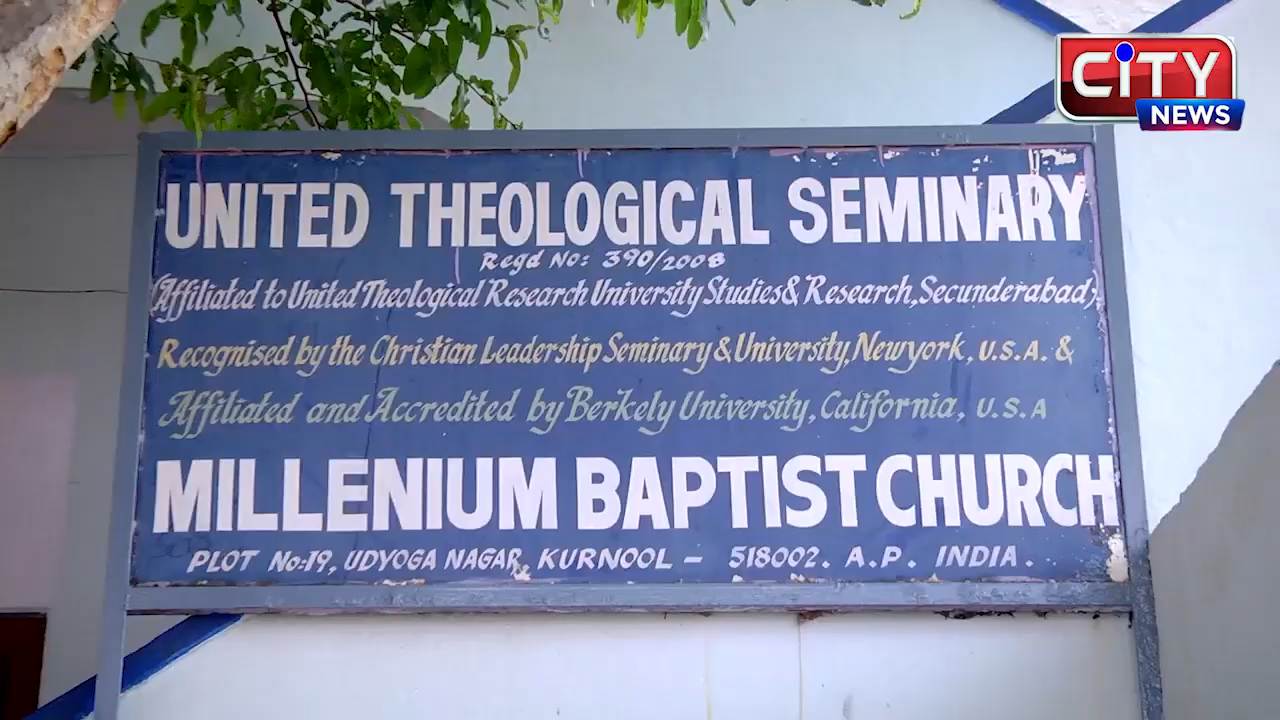 CiTY
NEWS
UNITED THEOLOGICAL SEMINARY
Regd No: 390/2008
(Affiliated to United Theological Research University Studies & Research, Secunderabad)
Recognised by the Christian Leadership Seminary & University, Newyork, U.S.A. &
Affiliated and Accredited by Berkely University, California, U.S.A
MILLENIUM BAPTIST CHURCH
PLOT No:19, UDYOGA NAGAR, KURNOOL – 518002. A.P. INDIA.